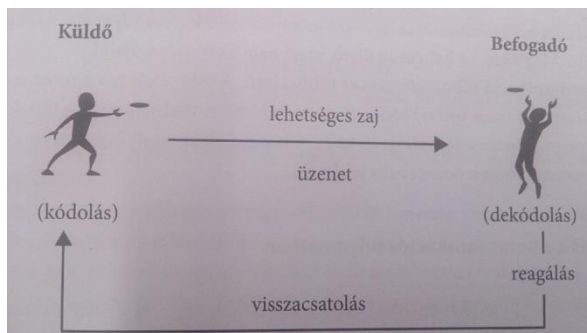 Küldő
Befogadó
lehetséges zaj
üzenet
(kódolás)
(dekódolás)
reagálás
visszacsatolás